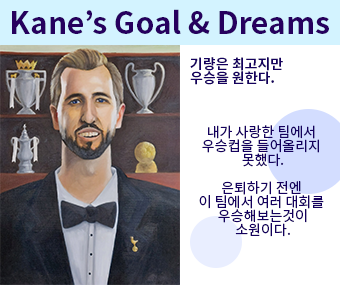 Kane’s Goal & Dreams
기량은 최고지만
우승을 원한다.
내가 사랑한 팀에서
우승컵을 들어올리지
못했다.
은퇴하기 전엔
이 팀에서 여러 대회를
우승해보는것이
소원이다.